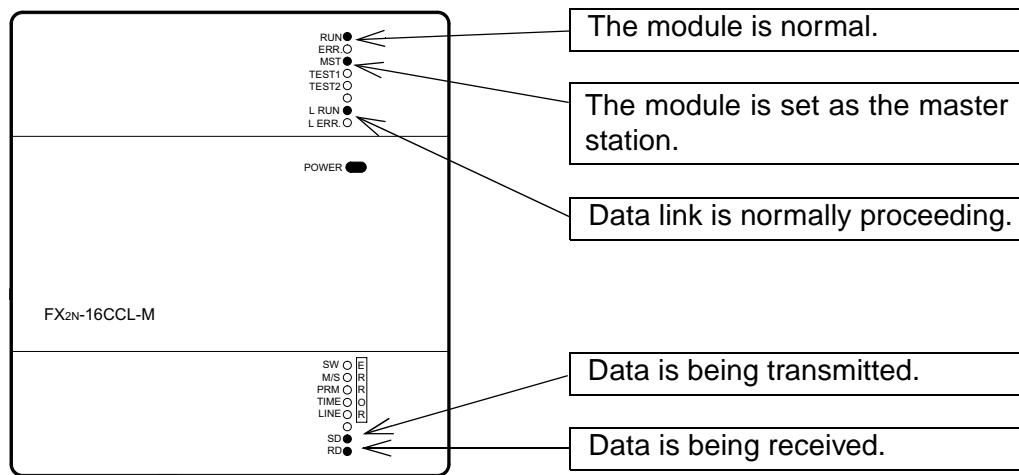 RUN
ERR.
MST
TEST1
TEST2
L RUN
L ERR.
POWER
FX2N-16CCL-M
SW
M/S
PRM
TIME
LINE
ERROR
SD
RD
The module is normal.
The module is set as the master
station.
Data link is normally proceeding.
Data is being transmitted.
Data is being received.